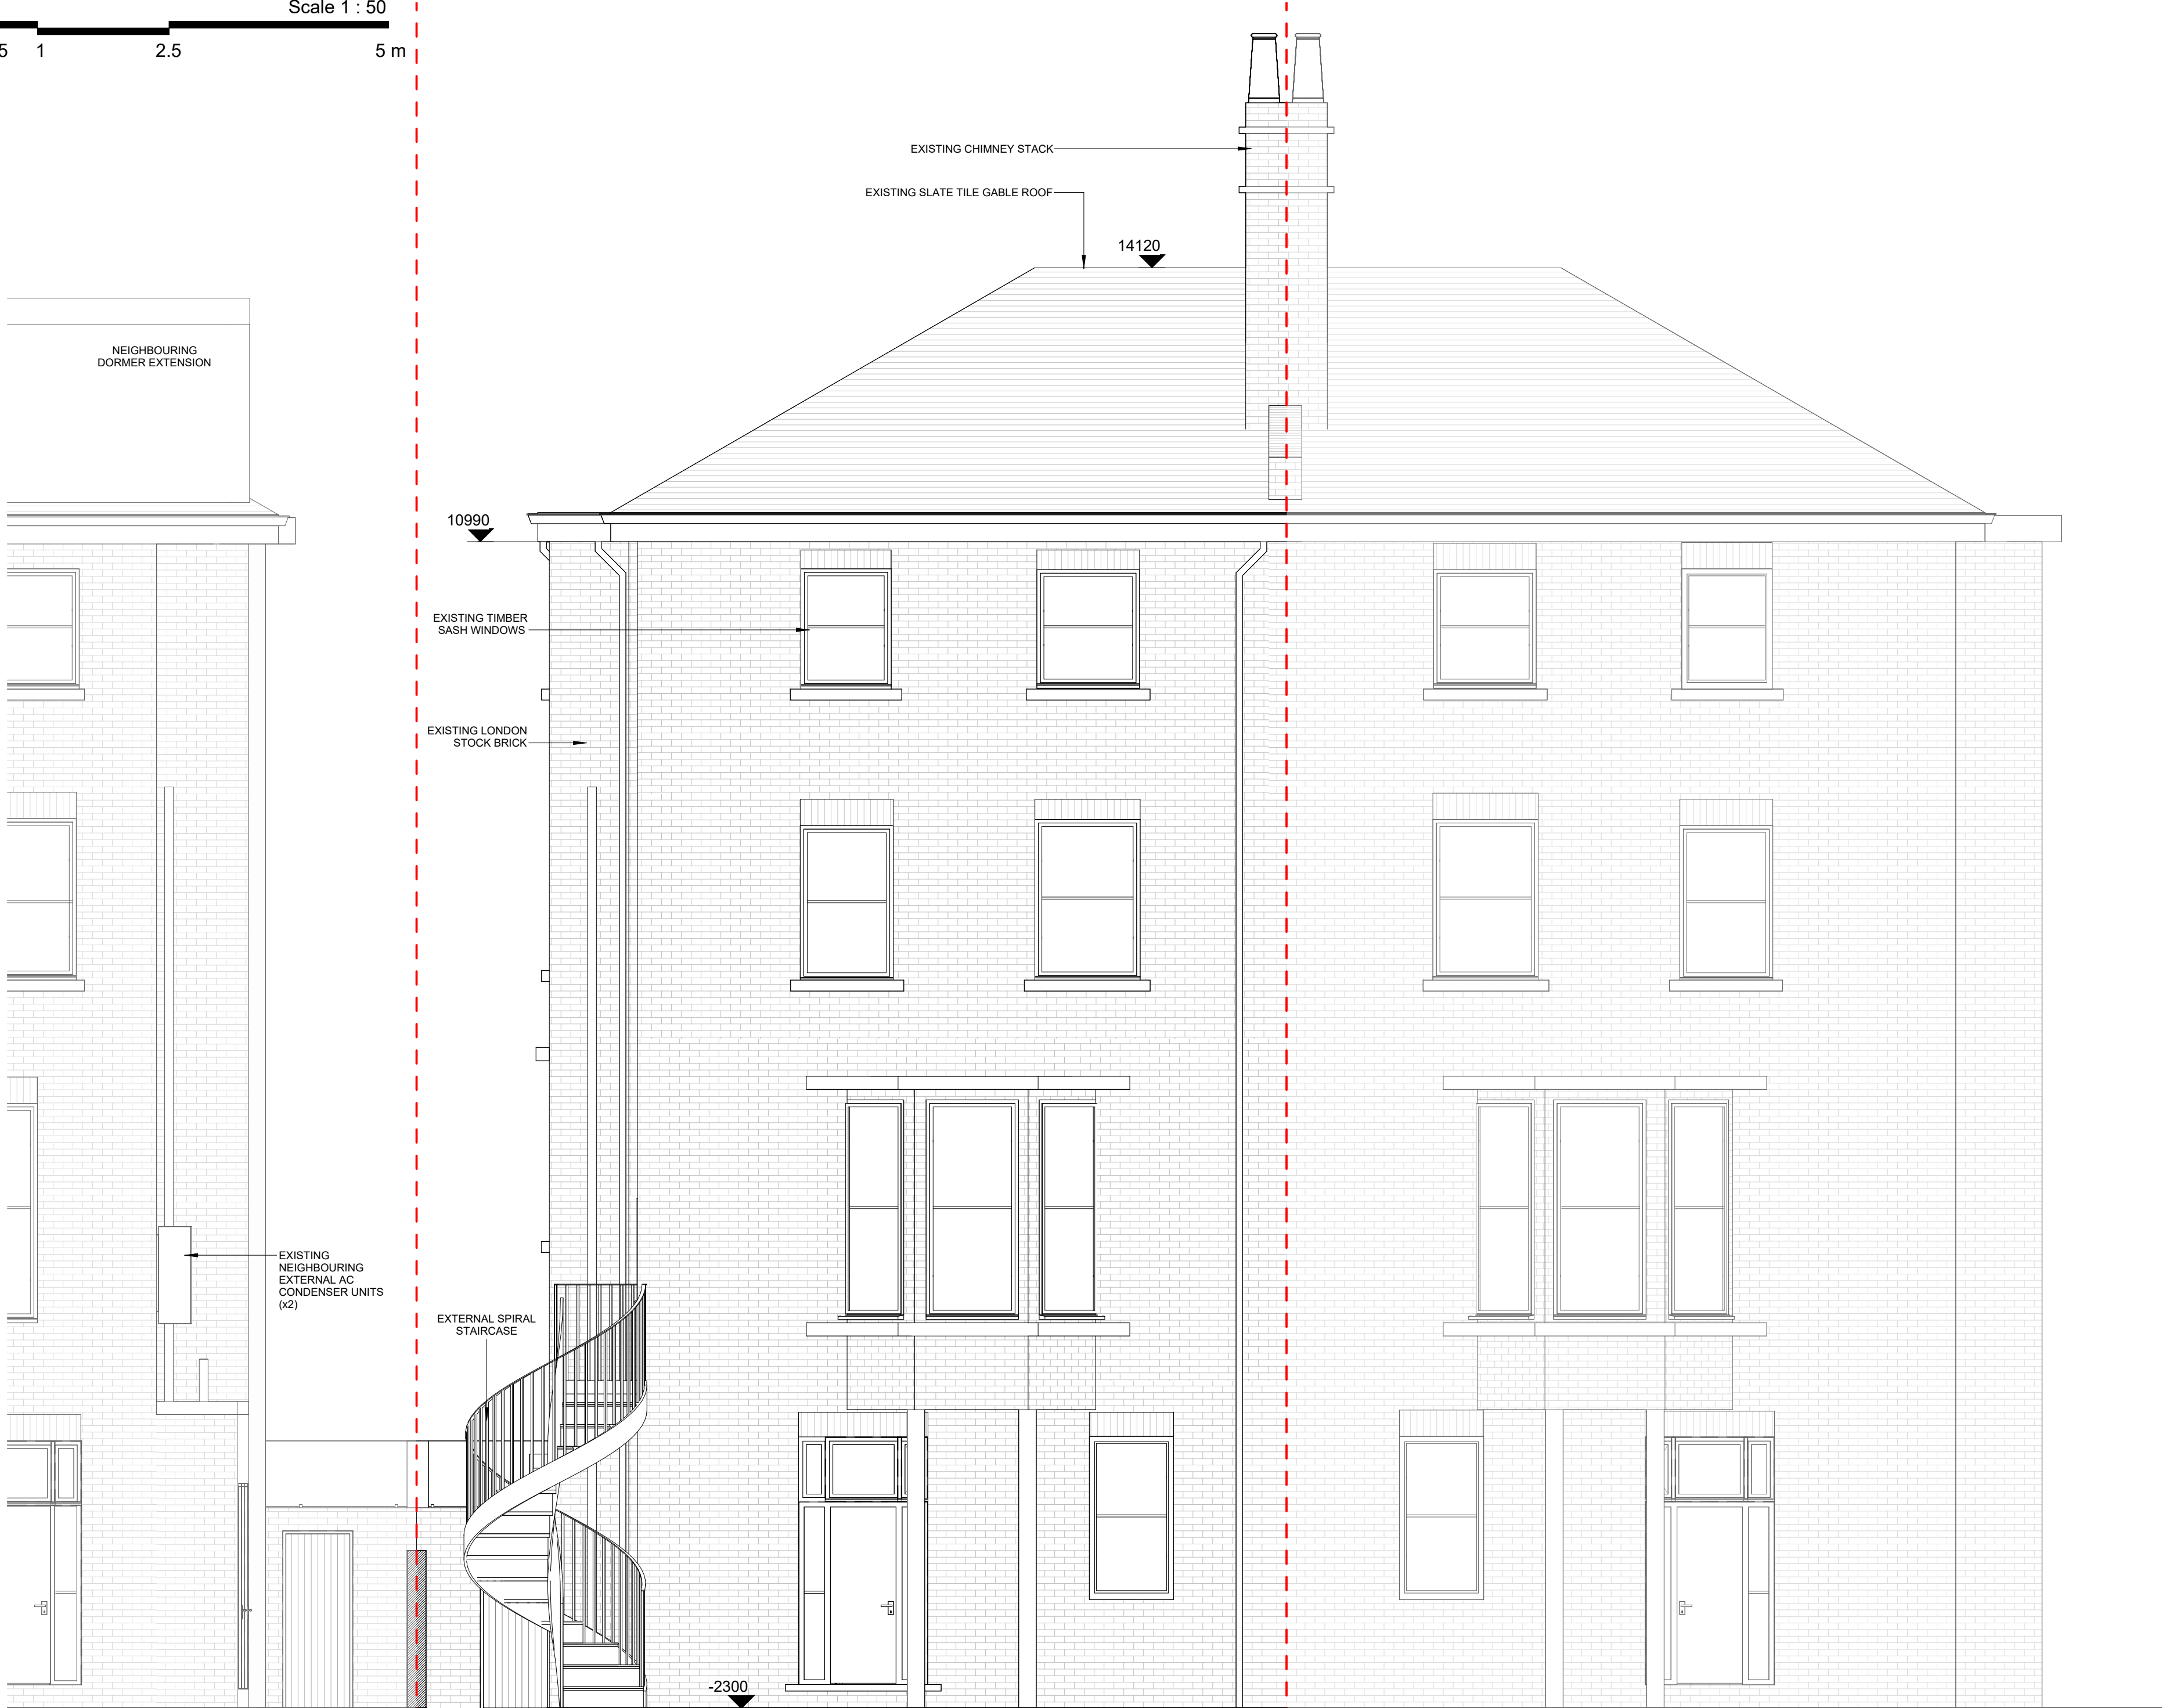 Scale 1 : 50
5 1 2.5 5 m
EXISTING CHIMNEY STACK
EXISTING SLATE TILE GABLE ROOF
14120
NEIGHBOURING
DORMER EXTENSION
10990
EXISTING TIMBER
SASH WINDOWS
EXISTING LONDON
STOCK BRICK
EXISTING
NEIGHBOURING
EXTERNAL AC
CONDENSER UNITS
(x2)
EXTERNAL SPIRAL
STAIRCASE
-2300